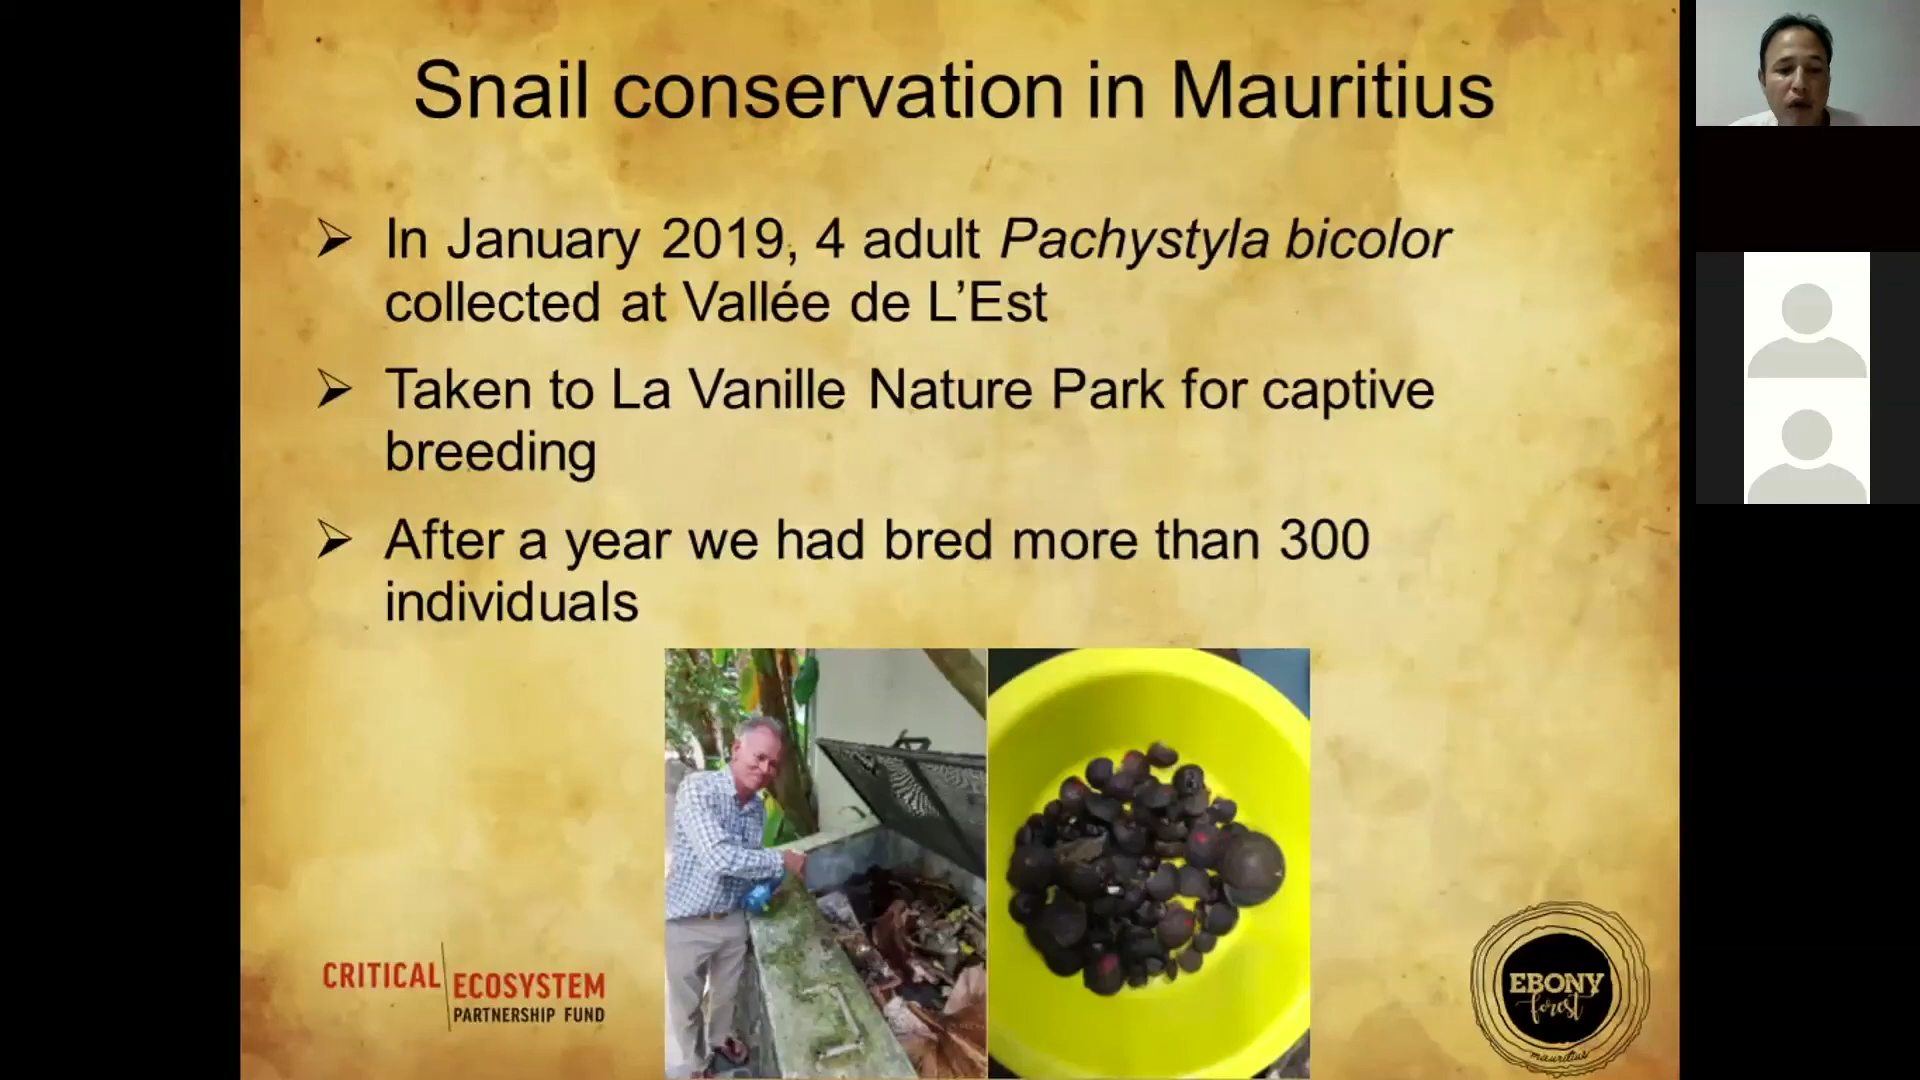 Snail conservation in Mauritius
In January 2019, 4 adult Pachystyla bicolor
collected at Vallée de L’Est
Taken to La Vanille Nature Park for captive
breeding
After a year we had bred more than 300
individuals
CRITICAL ECOSYSTEM
PARTNERSHIP FUND
EBONY
forest
mauritius